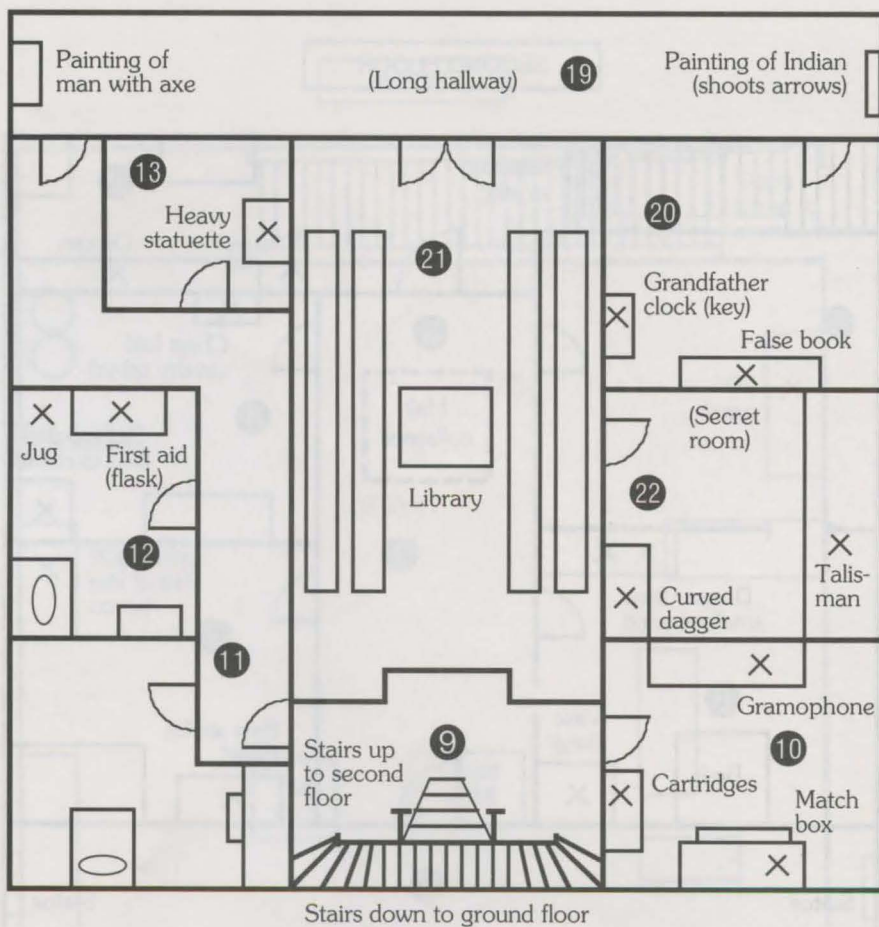 Painting of
man with axe
(Long hallway)
19
Painting of Indian
(shoots arrows)
13
Heavy
statuette
21
20
Grandfather
clock (key)
False book
Jug
First aid
(flask)
Library
(Secret
room)
22
12
Curved
dagger
Talis-
man
11
Gramophone
9
10
Stairs up
to second
floor
Cartridges
Match
box
Stairs down to ground floor